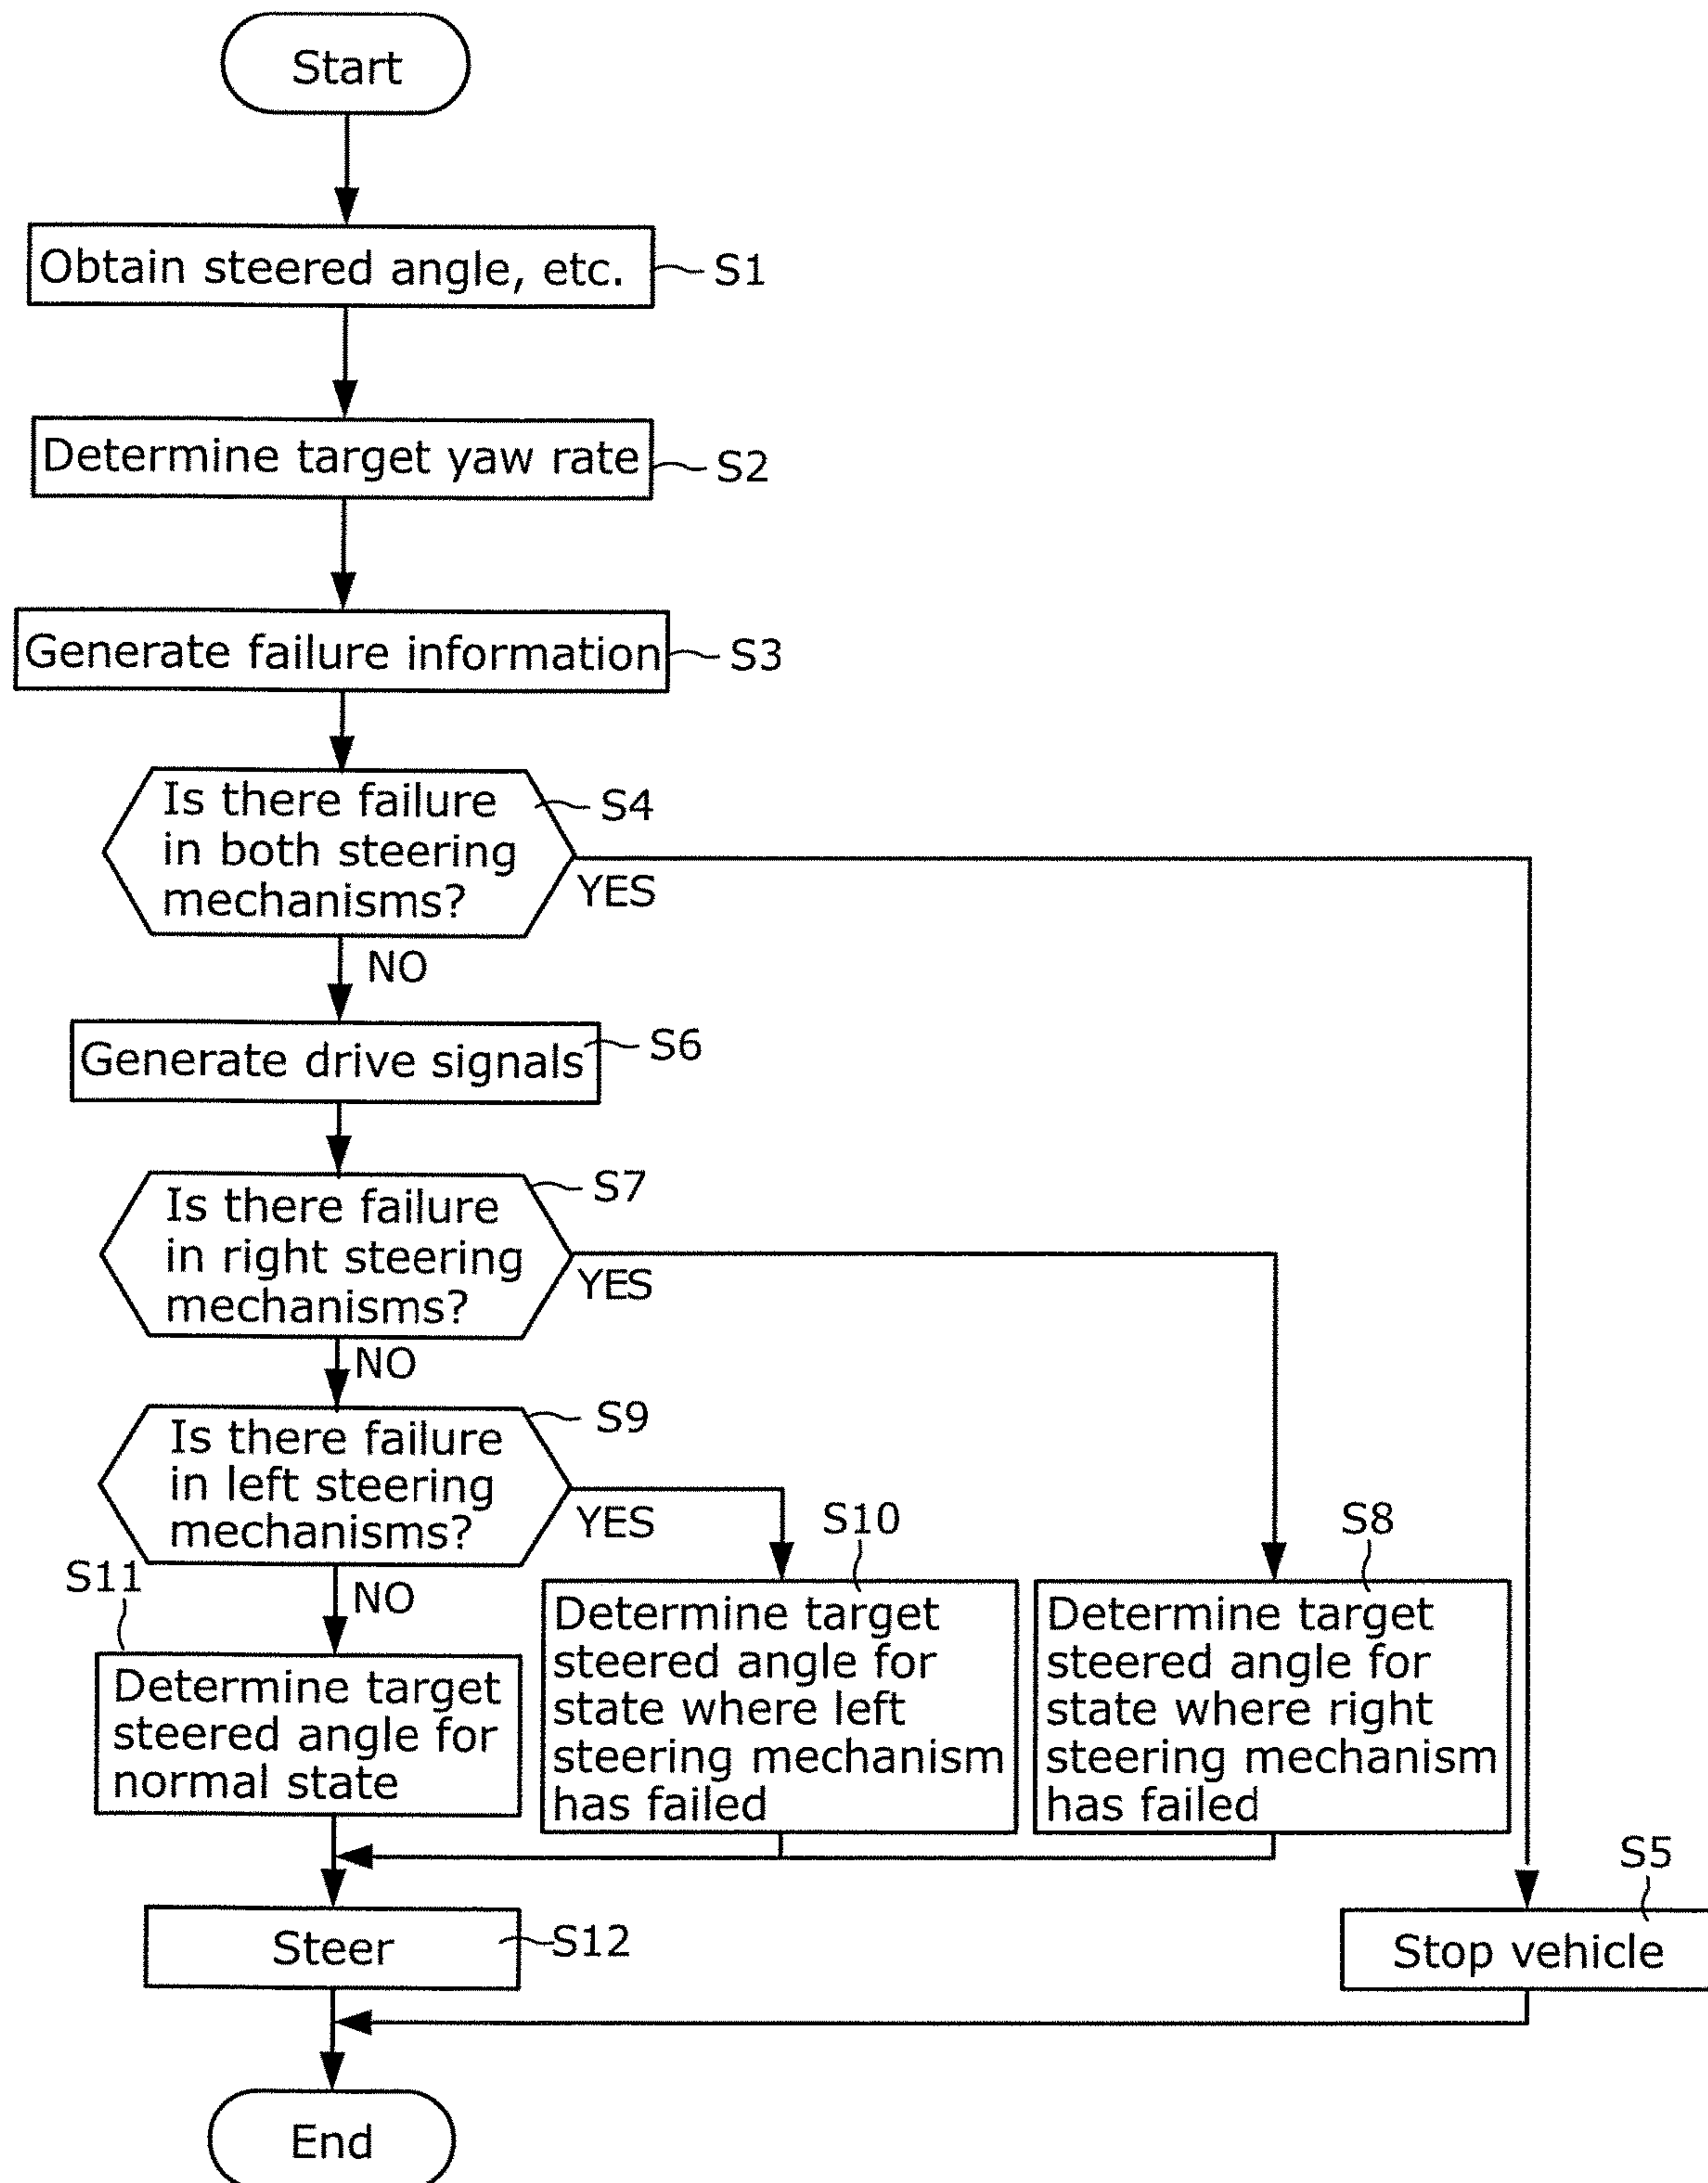 Start
Obtain steered angle, etc.
S1
Determine target yaw rate
S2
Generate failure information
S3
Is there failure
in both steering
mechanisms?
S4
YES
NO
Generate drive signals
S6
Is there failure
in right steering
mechanisms?
S7
YES
NO
Is there failure
in left steering
mechanisms?
S9
YES
NO
S11
Determine target
steered angle for
normal state
S10
Determine target
steered angle for
state where left
steering mechanism
has failed
S8
Determine target
steered angle for
state where right
steering mechanism
has failed
Steer
S12
S5
Stop vehicle
End